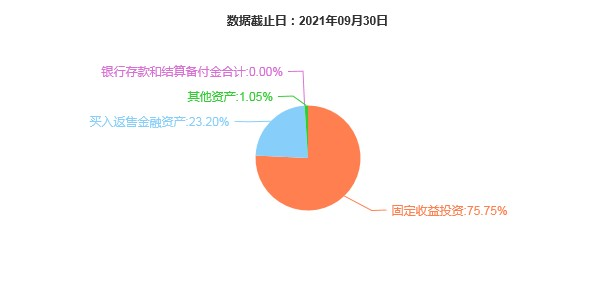 数据截止日：2021年09月30日
银行存款和结算备付金合计:0.00%
其他资产:1.05%
买入返售金融资产:23.20%
固定收益投资:75.75%